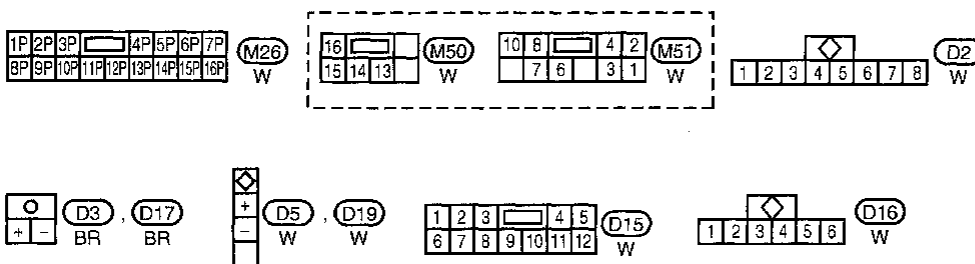 1P 2P 3P 4P 5P 6P 7P
8P 9P 10P 11P 12P 13P 14P 15P 16P
M26
W
16
15 14 13
M50
W
10 8 4 2
7 6 3 1
M51
W
1 2 3 4 5 6 7 8
D2
W
+ -
D3 , D17
BR BR
+
-
D5 , D19
W W
1 2 3 4 5
6 7 8 9 10 11 12
D15
W
1 2 3 4 5 6
D16
W